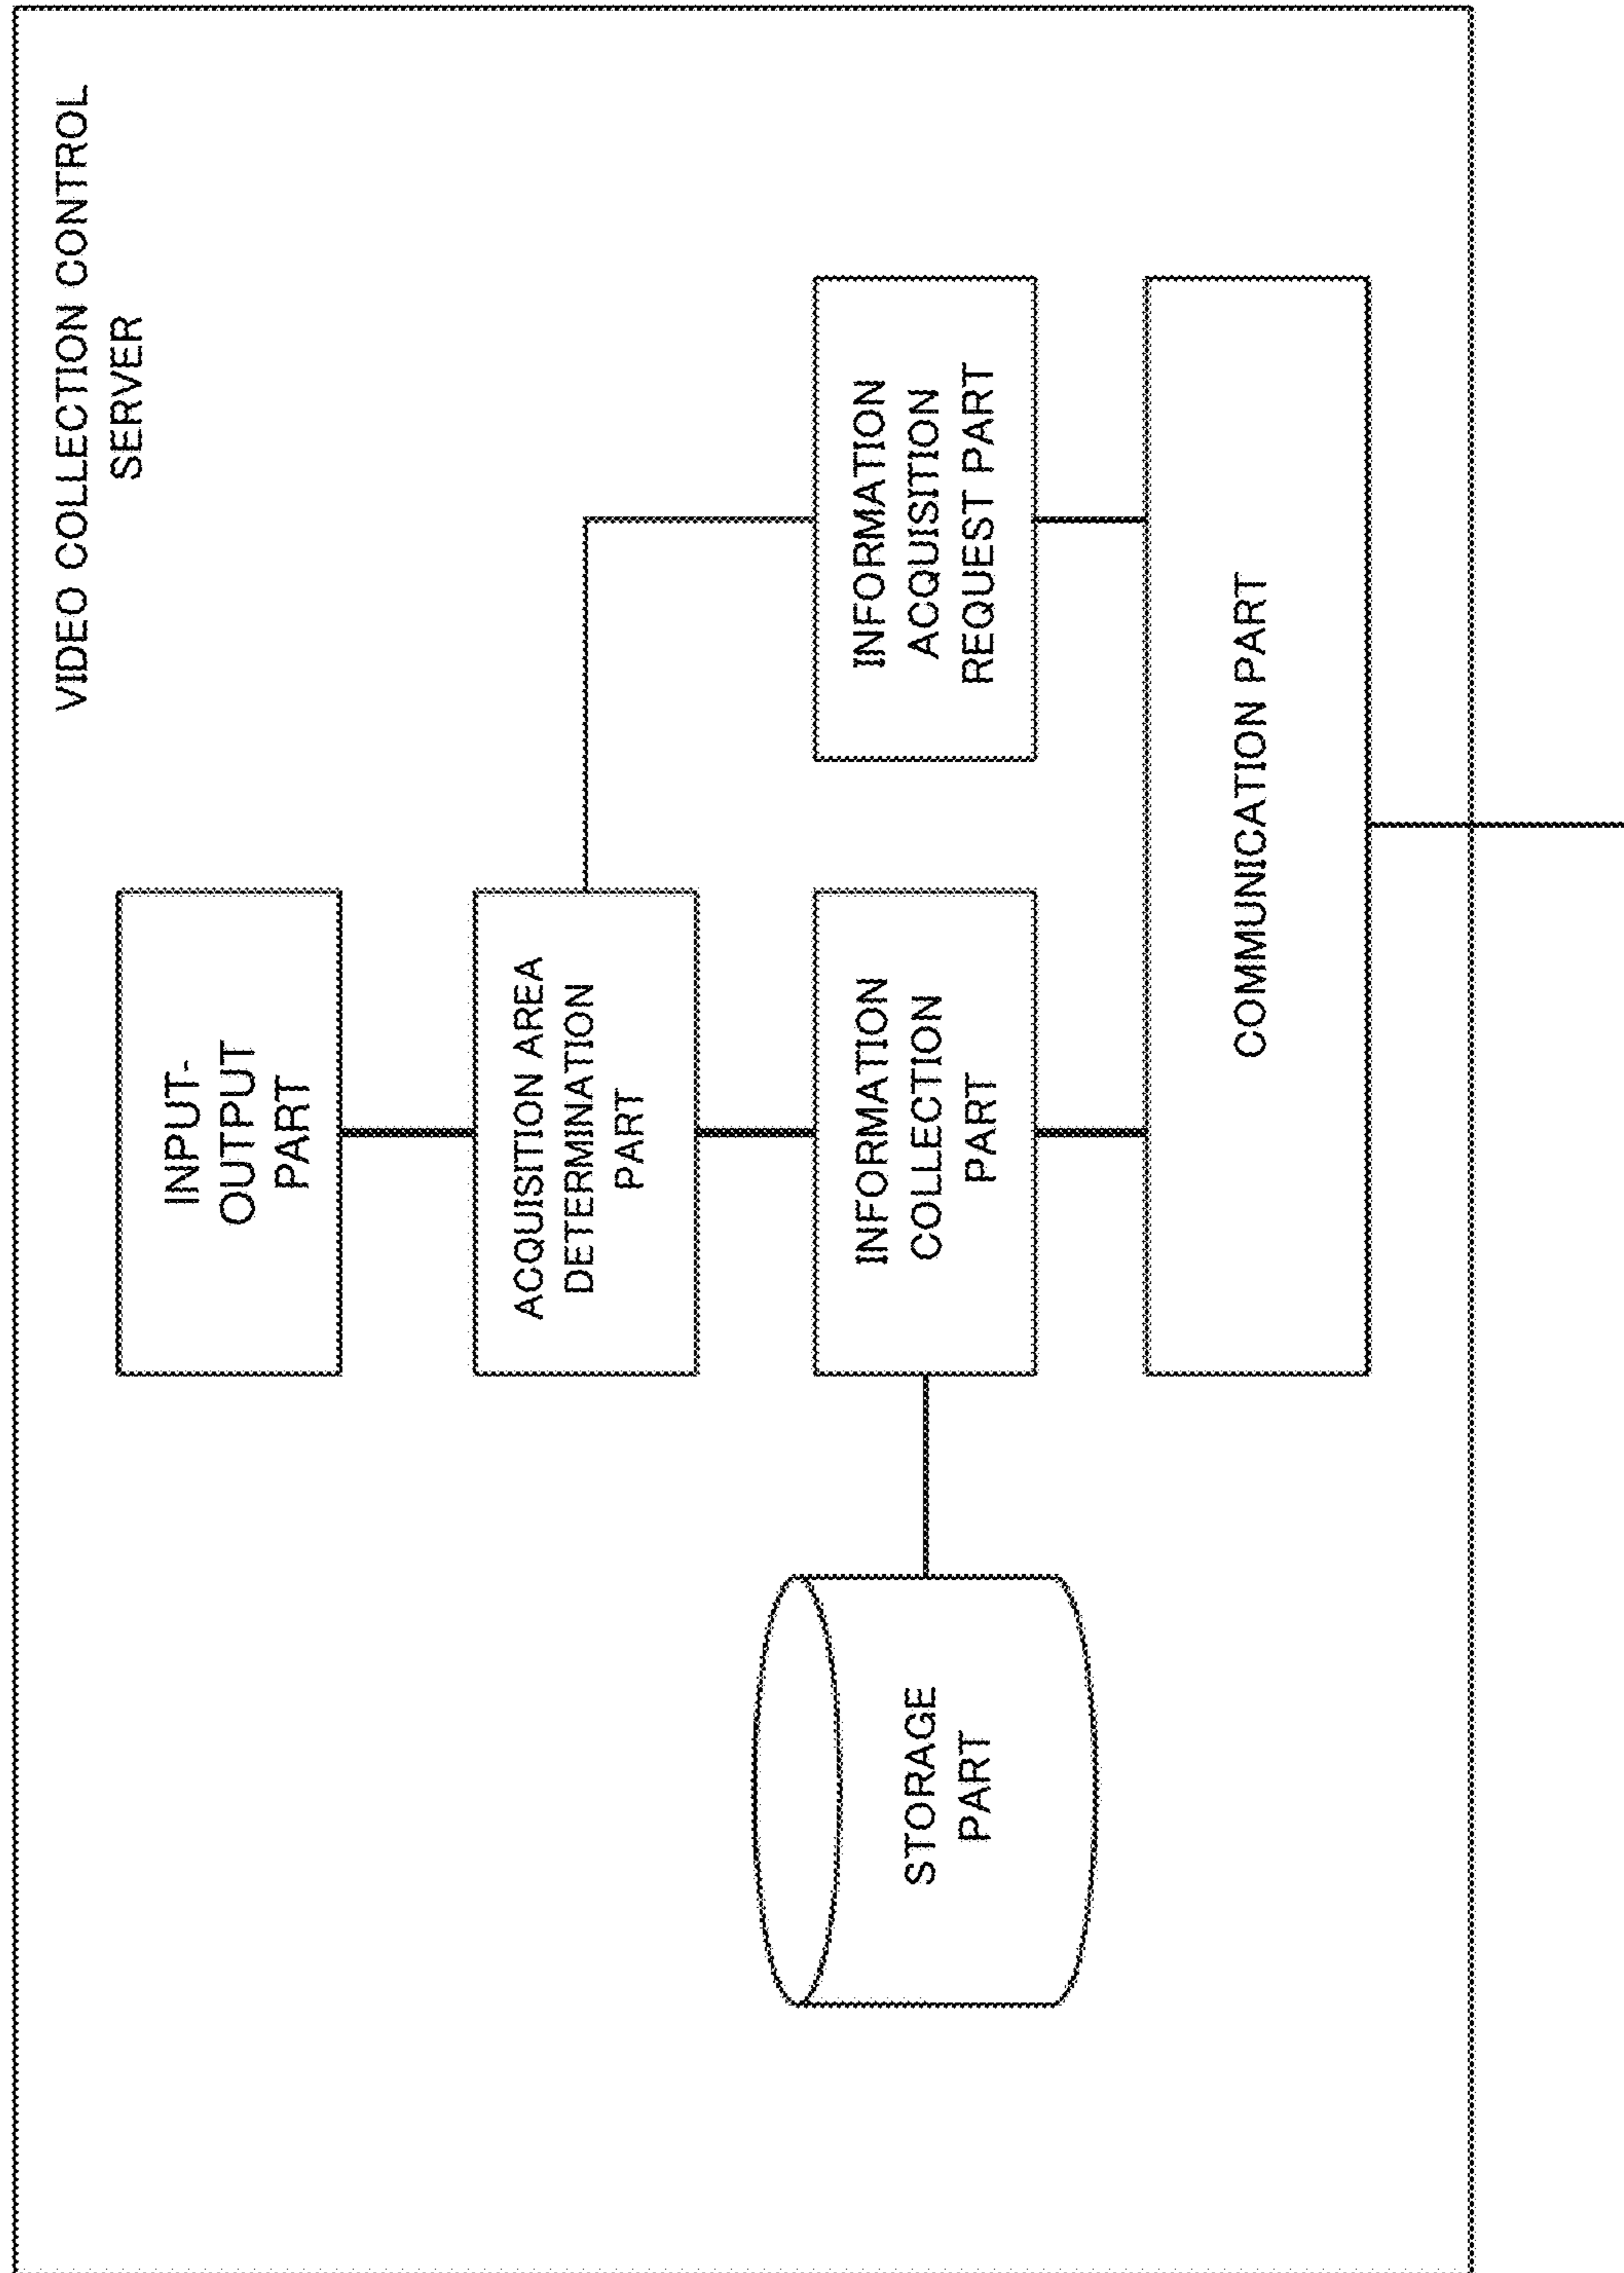 VIDEO COLLECTION CONTROL
SERVER
INPUT-
OUTPUT
PART
ACQUISITION AREA
DETERMINATION
PART
INFORMATION
COLLECTION
PART
INFORMATION
ACQUISITION
REQUEST PART
STORAGE
PART
COMMUNICATION PART